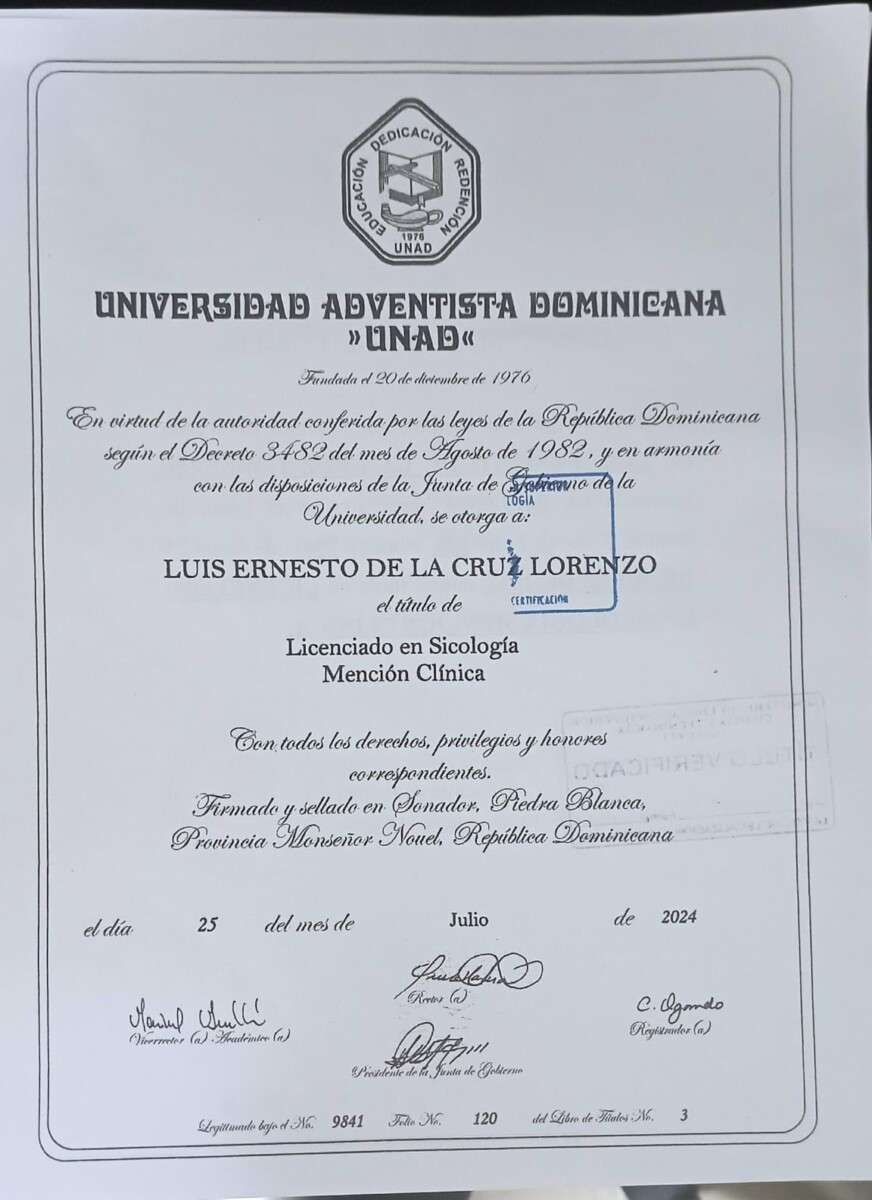 EDUCACIÓN DEDICACIÓN REDENCIÓN
1976
UNAD
UNIVERSIDAD ADVENTISTA DOMINICANA
»UNAD«
Fundada el 20 de diciembre de 1976
En virtud de la autoridad conferida por las leyes de la República Dominicana
según el Decreto 3482 del mes de Agosto de 1982, y en armonía
con las disposiciones de la Junta de Gobierno de la
LOGÍA
Universidad, se otorga a:
LUIS ERNESTO DE LA CRUZ LORENZO
el título de
CERTIFICACIÓN
Licenciado en Sicología
Mención Clínica
Con todos los derechos, privilegios y honores
correspondientes.
TULO VERIFICADO
Firmado y sellado en Sonador, Piedra Blanca,
Provincia Monseñor Nouel, República Dominicana
el día 25 del mes de Julio de 2024
Rector (a)
C. Ogando
Vicerrector (a) Académico (a)
Registrador (a)
Presidente de la Junta de Gobierno
Legitimado bajo el No. 9841 Folio No. 120 del Libro de Títulos No. 3